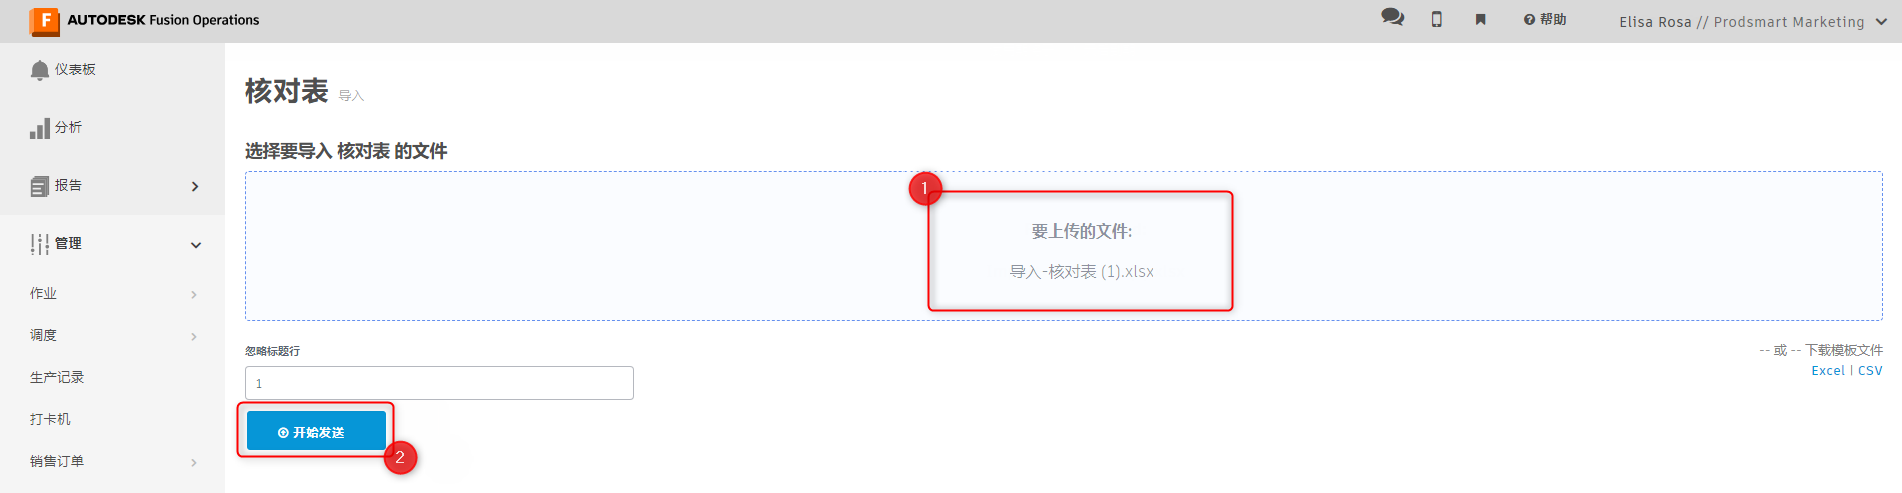 F AUTODESK Fusion Operations
帮助
Elisa Rosa // Prodsmart Marketing
仪表板
分析
报告
管理
作业
调度
生产记录
打卡机
销售订单
核对表 导入
选择要导入 核对表 的文件
1
要上传的文件:
导入-核对表 (1).xlsx
忽略标题行
1
-- 或 -- 下载模板文件
Excel | CSV
开始发送
2